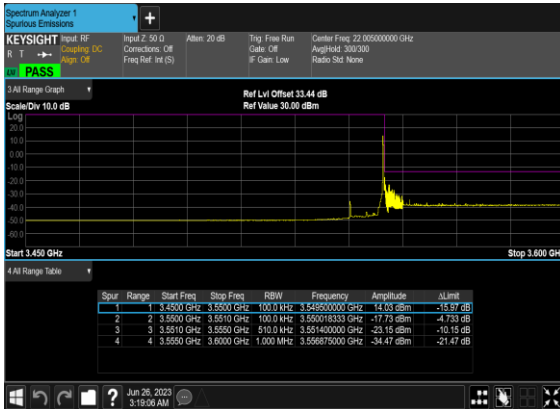 Spectrum Analyzer 1
Spurious Emissions
KEYSIGHT Input: RF Input Z: 50 Ω Atten: 20 dB Trig: Free Run Center Freq: 22.005000000 GHz
R T Coupling: DC Corrections: Off Gate: Off Avg|Hold: 300/300
Align: Off Freq Ref: Int (S) IF Gain: Low Radio Std: None
PASS
3 All Range Graph
Ref Lvl Offset 33.44 dB
Scale/Div 10.0 dB Ref Value 30.00 dBm
Log
20.0
10.0
0.00
-10.0
-20.0
-30.0
-40.0
-50.0
-60.0
Start 3.450 GHz Stop 3.600 GHz
4 All Range Table
Spur Range Start Freq Stop Freq RBW Frequency Amplitude ΔLimit
1 1 3.4500 GHz 3.5500 GHz 100.0 kHz 3.549500000 GHz 14.03 dBm -15.97 dB
2 2 3.5500 GHz 3.5510 GHz 100.0 kHz 3.550018333 GHz -17.73 dBm -4.733 dB
3 3 3.5510 GHz 3.5550 GHz 510.0 kHz 3.551400000 GHz -23.15 dBm -10.15 dB
4 4 3.5550 GHz 3.6000 GHz 1.000 MHz 3.556875000 GHz -34.47 dBm -21.47 dB
Jun 26, 2023
3:19:06 AM